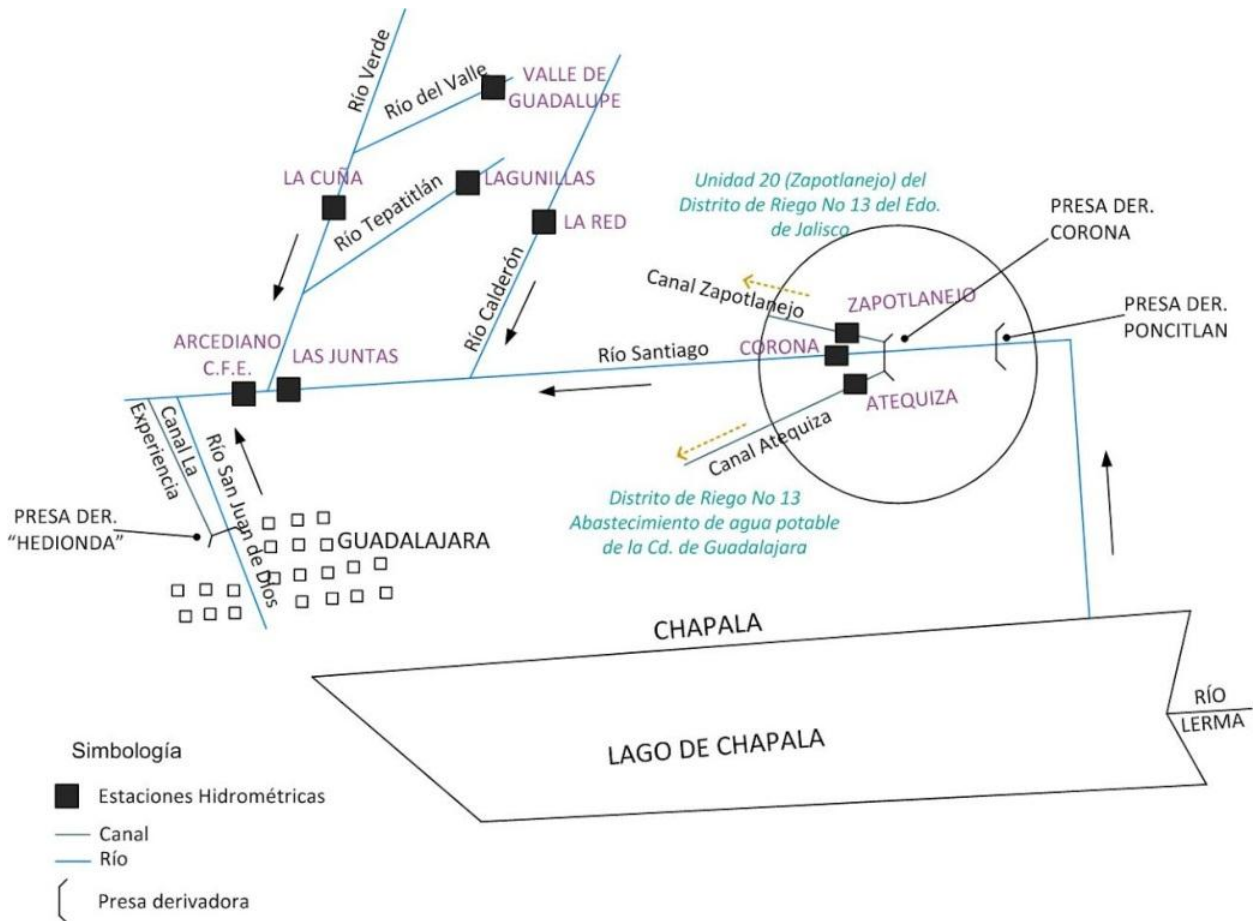 Río Verde
Río del Valle
VALLE DE
GUADALUPE
LA CUÑA
Río Tepatitlán
LAGUNILLAS
LA RED
Río Calderón
Unidad 20 (Zapotlanejo) del
Distrito de Riego No 13 del Edo.
de Jalisco
PRESA DER.
CORONA
Canal Zapotlanejo
ZAPOTLANEJO
PRESA DER.
PONCITLAN
ARCEDIANO
C.F.E.
LAS JUNTAS
Río Santiago
CORONA
ATEQUIZA
Canal Atequiza
Canal La
Experiencia
Río San Juan de Dios
Distrito de Riego No 13
Abastecimiento de agua potable
de la Cd. de Guadalajara
PRESA DER.
“HEDIONDA”
GUADALAJARA
CHAPALA
LAGO DE CHAPALA
RÍO
LERMA
Simbología
Estaciones Hidrométricas
Canal
Río
Presa derivadora